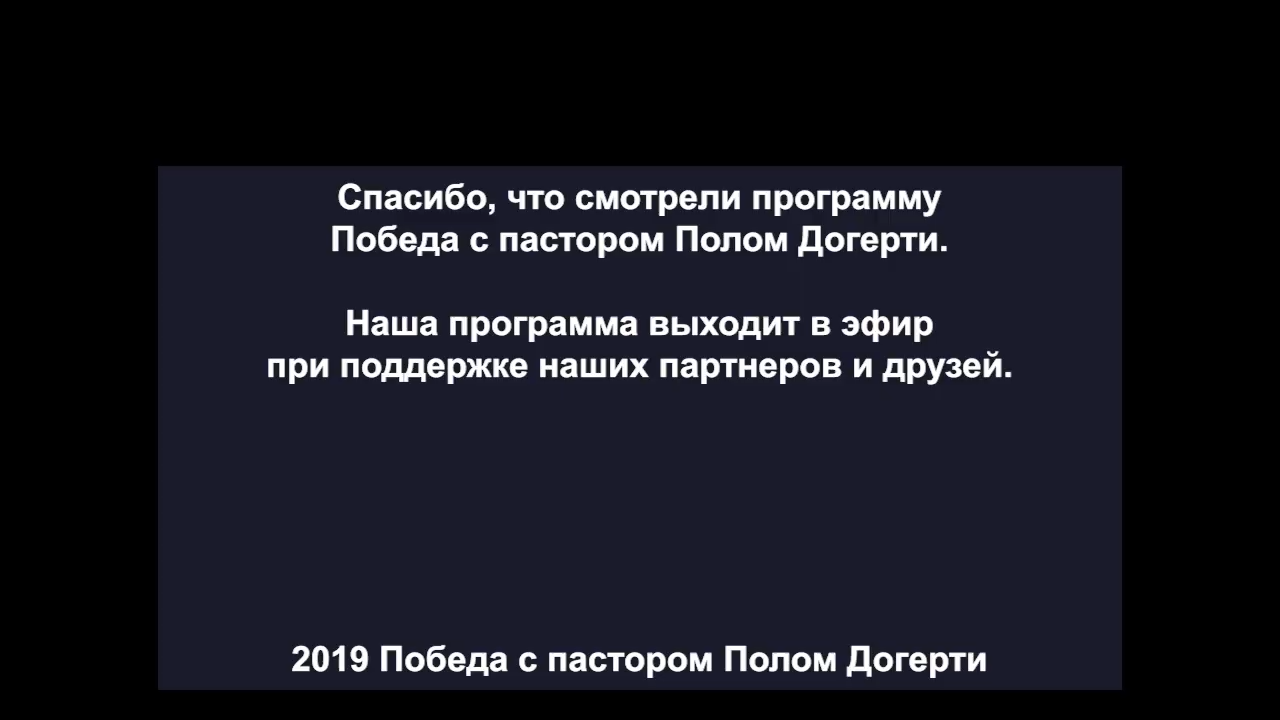 Спасибо, что смотрели программу
Победа с пастором Полом Догерти.
Наша программа выходит в эфир
при поддержке наших партнеров и друзей.
2019 Победа с пастором Полом Догерти